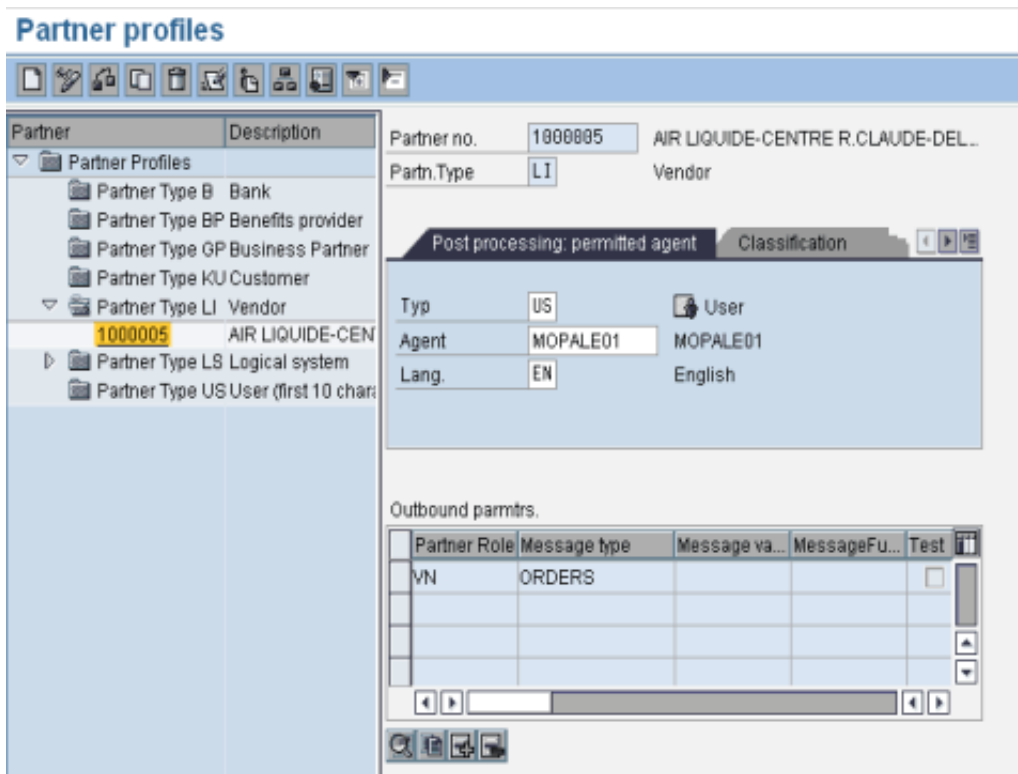 Partner profiles
Partner Description
Partner Profiles
Partner Type B Bank
Partner Type BP Benefits provider
Partner Type GP Business Partner
Partner Type KU Customer
Partner Type LI Vendor
1000005 AIR LIQUIDE-CEN
Partner Type LS Logical system
Partner Type US User (first 10 chara
Partner no. 1000005 AIR LIQUIDE-CENTRE R.CLAUDE-DEL...
Partn.Type LI Vendor
Post processing: permitted agent Classification
Typ US User
Agent MOPALE01 MOPALE01
Lang. EN English
Outbound parmtrs.
Partner Role Message type Message va... MessageFu... Test
VN ORDERS